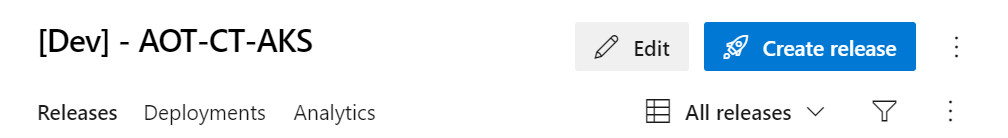 [Dev] - AOT-CT-AKS Edit Create release
Releases Deployments Analytics All releases